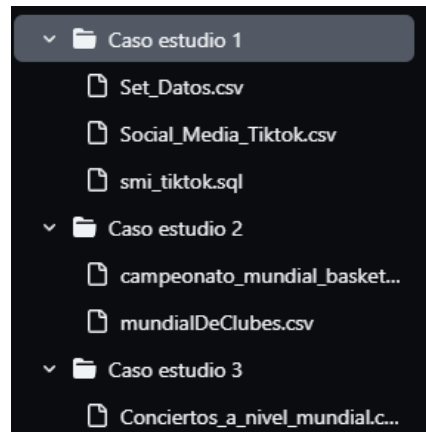 Caso estudio 1
Set_Datos.csv
Social_Media_Tiktok.csv
smi_tiktok.sql
Caso estudio 2
campeonato_mundial_basket...
mundialDeClubes.csv
Caso estudio 3
Conciertos_a_nivel_mundial.c...